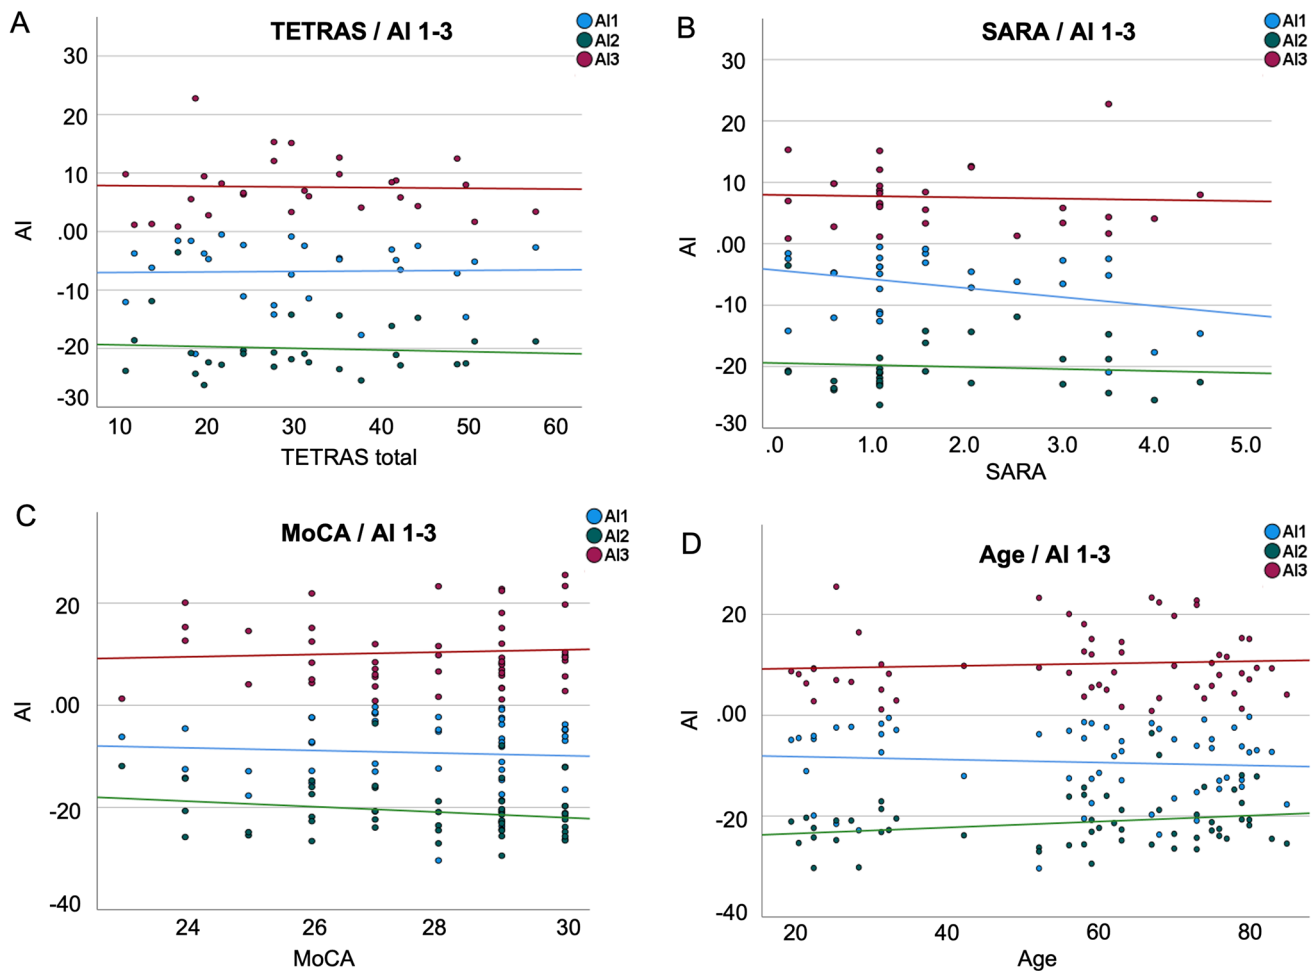 A
TETRAS / AI 1-3
AI1
AI2
AI3
30
20
10
.00
-10
-20
-30
AI
10 20 30 40 50 60
TETRAS total
B
SARA / AI 1-3
AI1
AI2
AI3
30
20
10
.00
-10
-20
-30
AI
.0 1.0 2.0 3.0 4.0 5.0
SARA
C
MoCA / AI 1-3
AI1
AI2
AI3
20
.00
-20
-40
AI
24 26 28 30
MoCA
D
Age / AI 1-3
AI1
AI2
AI3
20
.00
-20
-40
AI
20 40 60 80
Age